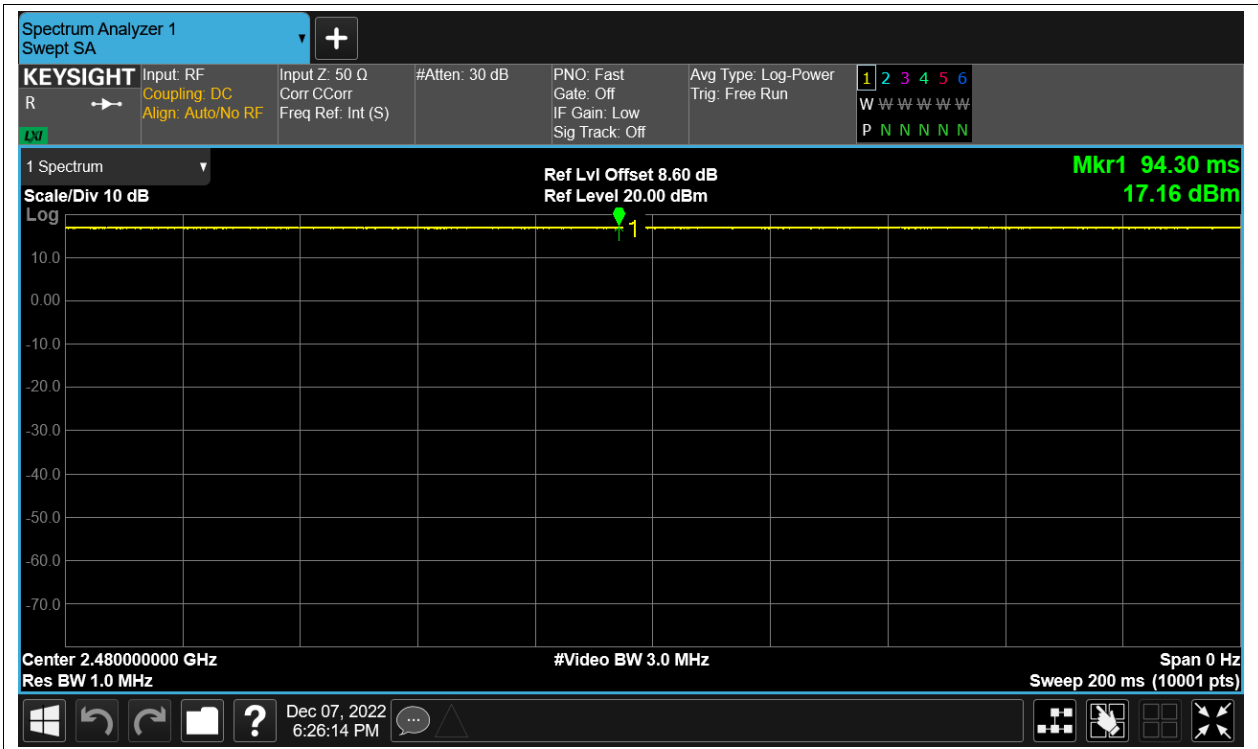 Spectrum Analyzer 1
Swept SA
KEYSIGHT
R
LXI
Input: RF
Coupling: DC
Align: Auto/No RF
Input Z: 50 Ω
Corr CCorr
Freq Ref: Int (S)
#Atten: 30 dB
PNO: Fast
Gate: Off
IF Gain: Low
Sig Track: Off
Avg Type: Log-Power
Trig: Free Run
1 2 3 4 5 6
W W W W W W
P N N N N N
1 Spectrum
Scale/Div 10 dB
Log
Ref Lvl Offset 8.60 dB
Ref Level 20.00 dBm
Mkr1 94.30 ms
17.16 dBm
1
10.0
0.00
-10.0
-20.0
-30.0
-40.0
-50.0
-60.0
-70.0
Center 2.480000000 GHz
Res BW 1.0 MHz
#Video BW 3.0 MHz
Span 0 Hz
Sweep 200 ms (10001 pts)
?
Dec 07, 2022
6:26:14 PM